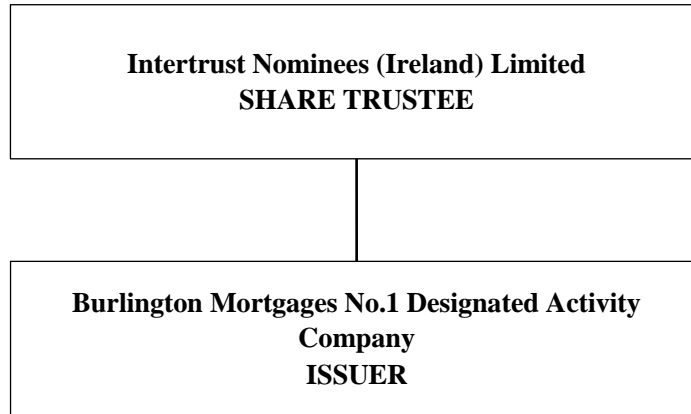 Intertrust Nominees (Ireland) Limited
SHARE TRUSTEE
Burlington Mortgages No.1 Designated Activity
Company
ISSUER